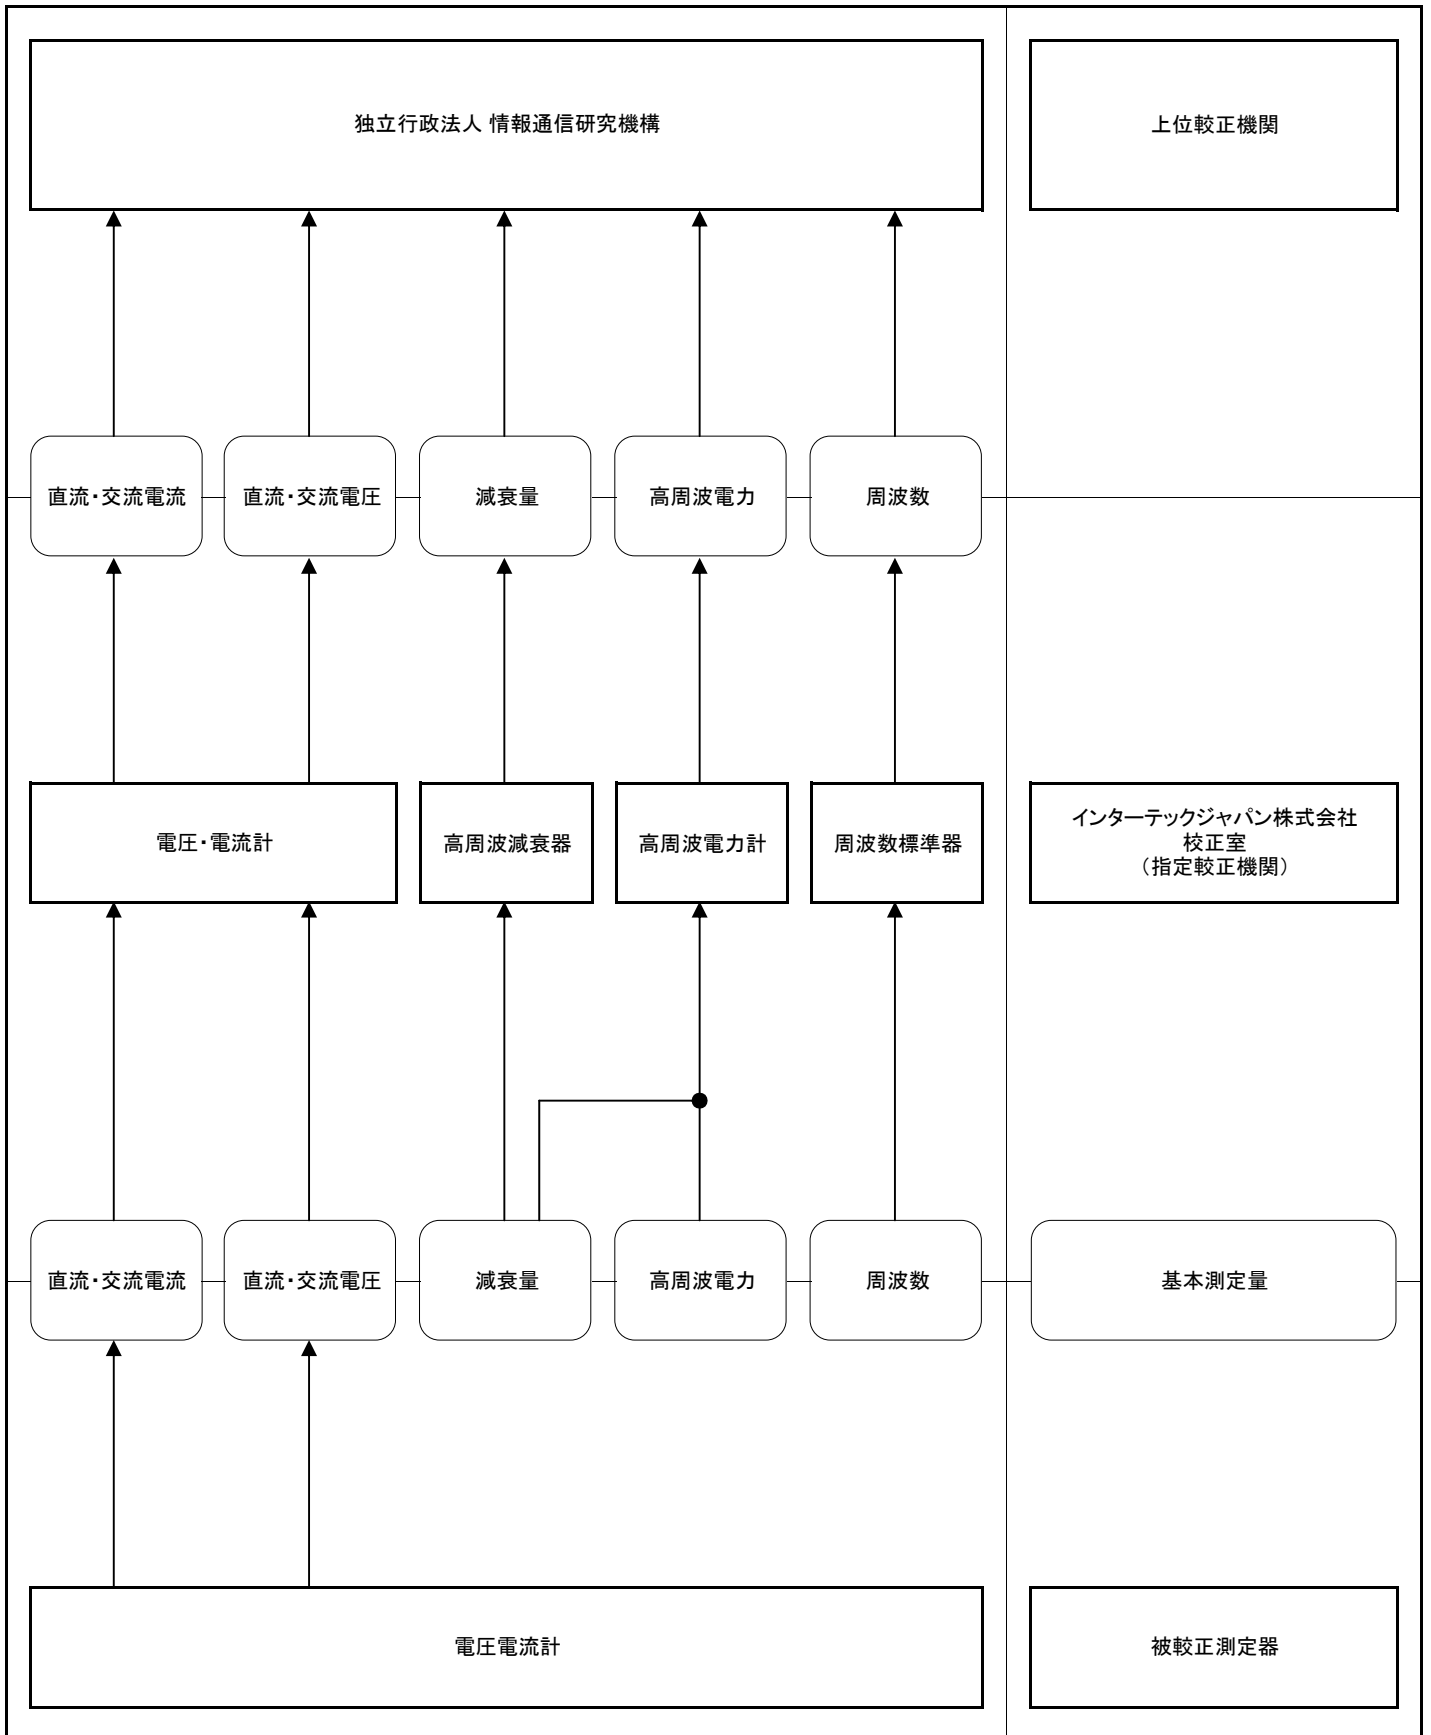 独立行政法人 情報通信研究機構
上位較正機関
直流・交流電流
直流・交流電圧
減衰量
高周波電力
周波数
電圧・電流計
高周波減衰器
高周波電力計
周波数標準器
インターテックジャパン株式会社
校正室
（指定較正機関）
直流・交流電流
直流・交流電圧
減衰量
高周波電力
周波数
基本測定量
電圧電流計
被較正測定器